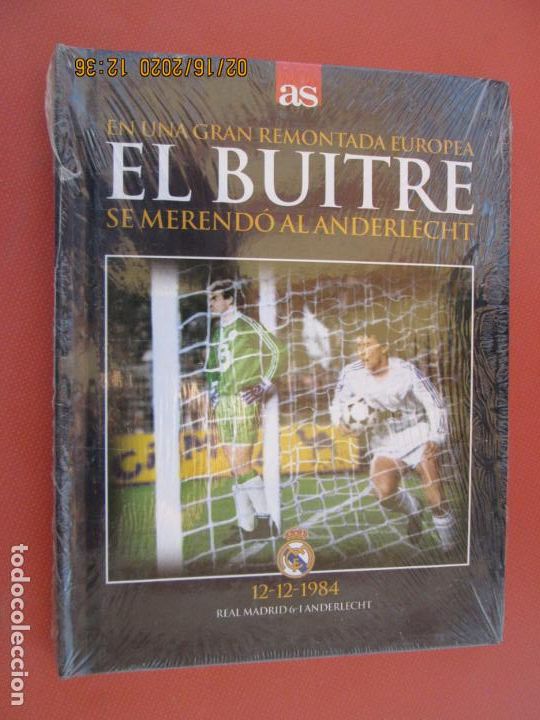 02/16/2020 12:36
as
EN UNA GRAN REMONTADA EUROPEA
EL BUITRE
SE MERENDÓ AL ANDERLECHT
12-12-1984
REAL MADRID 6-1 ANDERLECHT
todocoleccion